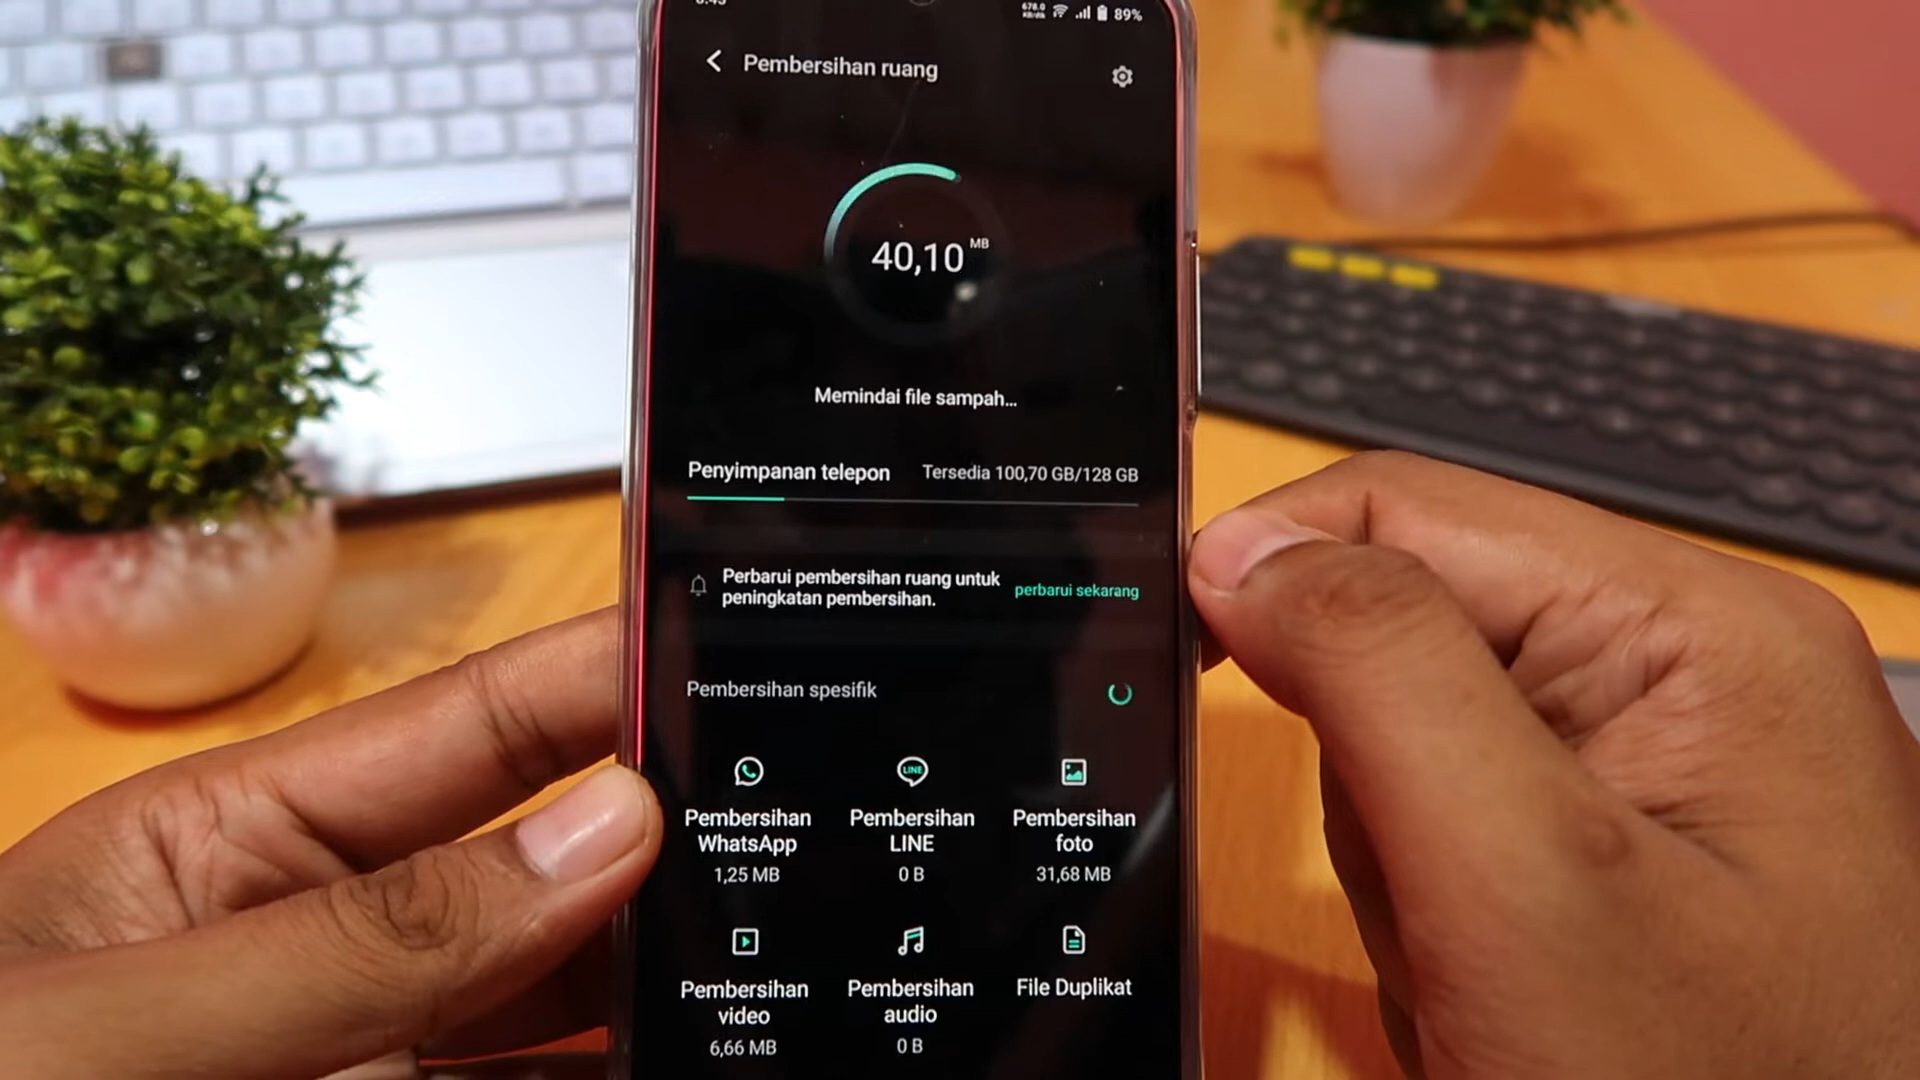 89%
Pembersihan ruang
40,10 MB
Memindai file sampah...
Penyimpanan telepon Tersedia 100,70 GB/128 GB
Perbarui pembersihan ruang untuk
peningkatan pembersihan.
perbarui sekarang
Pembersihan spesifik
LINE
Pembersihan
WhatsApp
1,25 MB
Pembersihan
LINE
0 B
Pembersihan
foto
31,68 MB
Pembersihan
video
6,66 MB
Pembersihan
audio
0 B
File Duplikat